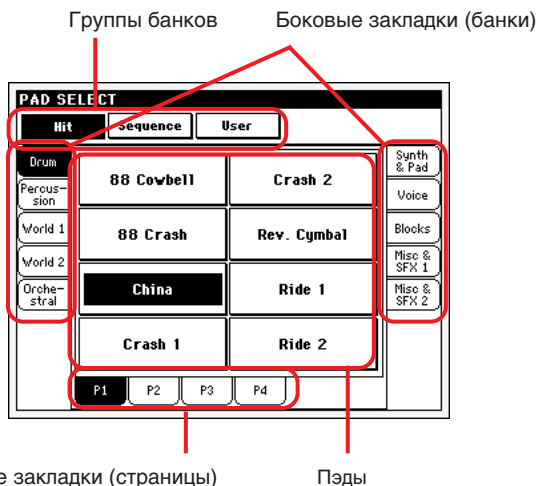 Группы банков
Боковые закладки (банки)
PAD SELECT
Hit
Sequence
User
Drum
Percus-
sion
World 1
World 2
Orche-
stral
88 Cowbell
Crash 2
88 Crash
Rev. Cymbal
China
Ride 1
Crash 1
Ride 2
Synth
& Pad
Voice
Blocks
Misc &
SFX 1
Misc &
SFX 2
P1
P2
P3
P4
е закладки (страницы)
Пэды